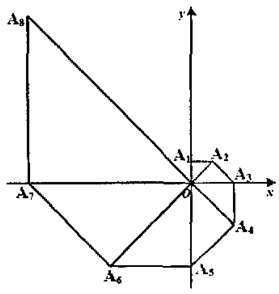 y
A₈
A₁ A₂
A₃
A₇ O x
A₄
A₆ A₅